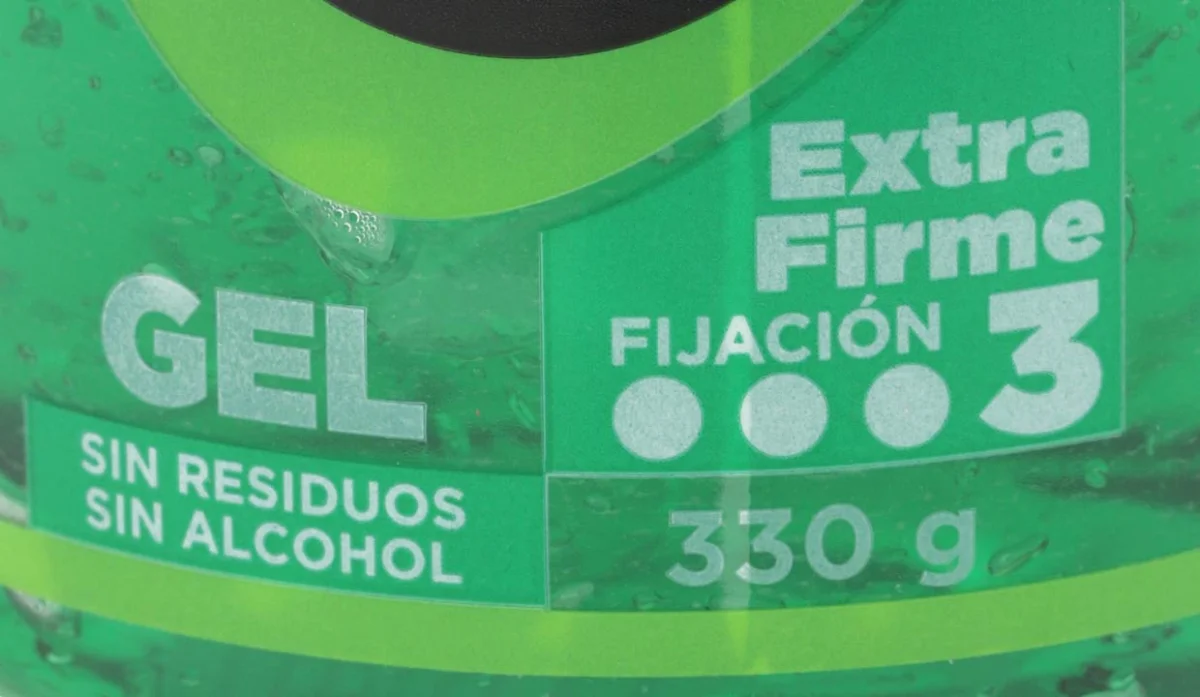 GEL
SIN RESIDUOS
SIN ALCOHOL
Extra
Firme
FIJACIÓN 3
330 g